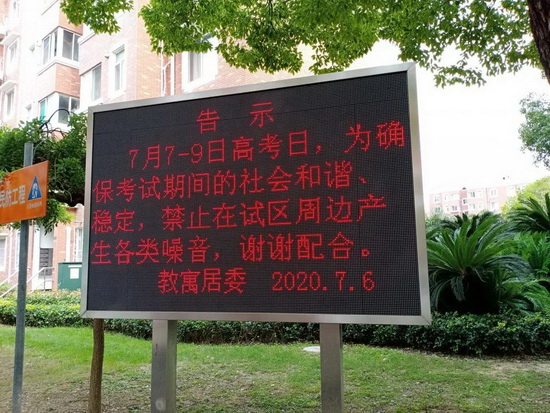 告示
7月7-9日高考日，为确
保考试期间的社会和谐、
稳定，禁止在试区周边产
生各类噪音，谢谢配合。
教寓居委 2020.7.6
工程